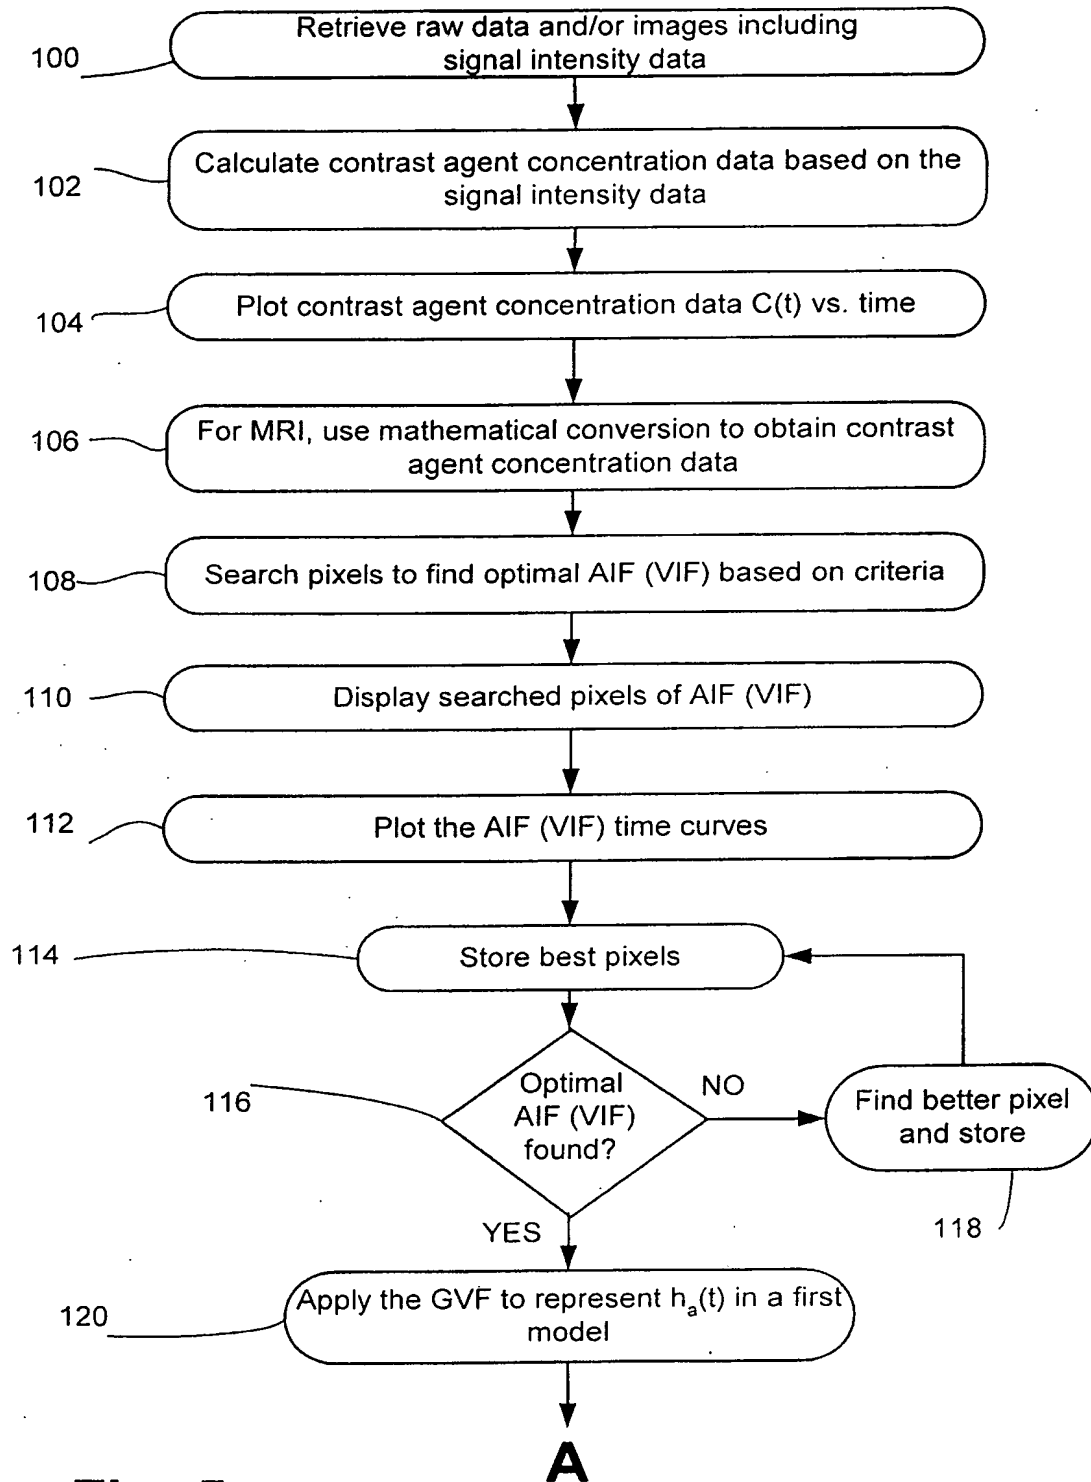 Retrieve raw data and/or images including
signal intensity data
100
Calculate contrast agent concentration data based on the
signal intensity data
102
Plot contrast agent concentration data C(t) vs. time
104
For MRI, use mathematical conversion to obtain contrast
agent concentration data
106
Search pixels to find optimal AIF (VIF) based on criteria
108
Display searched pixels of AIF (VIF)
110
Plot the AIF (VIF) time curves
112
Store best pixels
114
Optimal
AIF (VIF)
found?
116
NO
Find better pixel
and store
118
YES
Apply the GVF to represent h_a(t) in a first
model
120
A